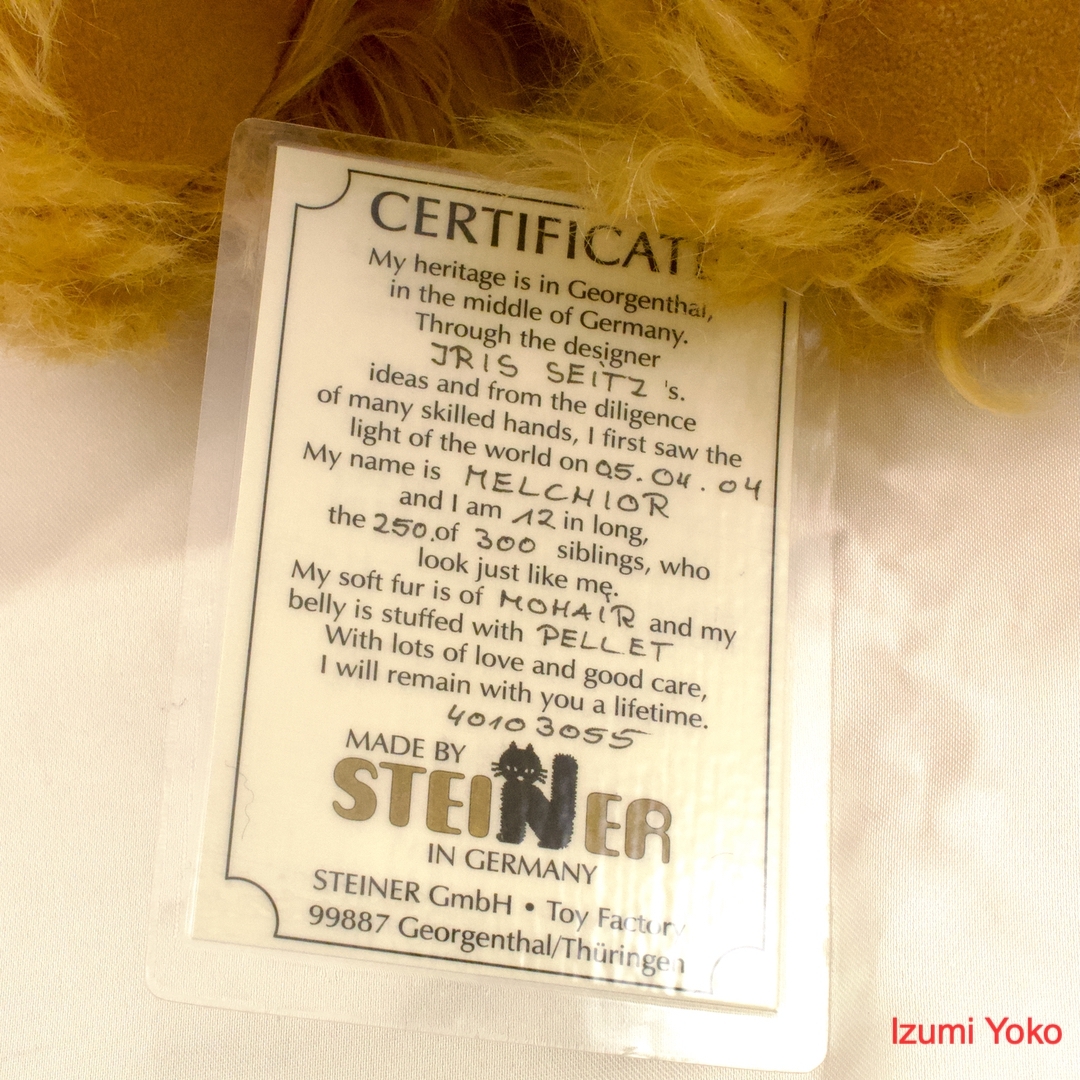 CERTIFICATE
My heritage is in Georgenthal,
in the middle of Germany.
Through the designer
JRIS SEITZ 's.
ideas and from the diligence
of many skilled hands, I first saw the
light of the world on 05.04.04
My name is MELCHIOR
and I am 12 in long,
the 250.of 300 siblings, who
look just like me.
My soft fur is of MOHAIR and my
belly is stuffed with PELLET
With lots of love and good care,
I will remain with you a lifetime.
40103055
MADE BY
STEINER
IN GERMANY
STEINER GmbH • Toy Factory
99887 Georgenthal/Thüringen
Izumi Yoko